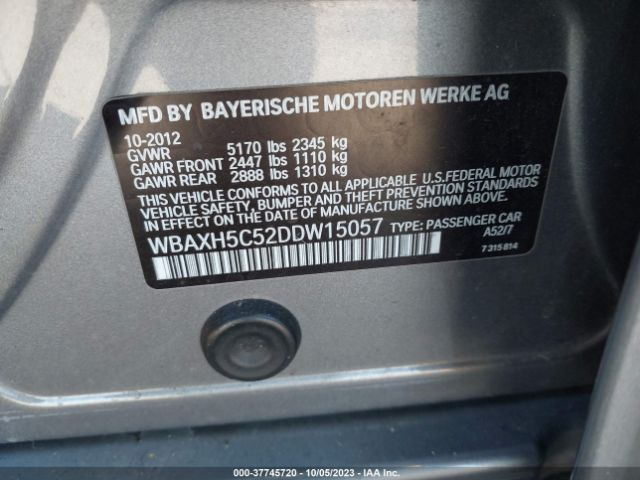 MFD BY BAYERISCHE MOTOREN WERKE AG
10-2012
GVWR 5170 lbs 2345 kg
GAWR FRONT 2447 lbs 1110 kg
GAWR REAR 2888 lbs 1310 kg
THIS VEHICLE CONFORMS TO ALL APPLICABLE U.S.FEDERAL MOTOR
VEHICLE SAFETY, BUMPER, AND THEFT PREVENTION STANDARDS
IN EFFECT ON THE DATE OF MANUFACTURE SHOWN ABOVE.
WBAXH5C52DDW15057 TYPE: PASSENGER CAR
A52/7
7315814
000-37745720 | 10/05/2023 | IAA Inc.